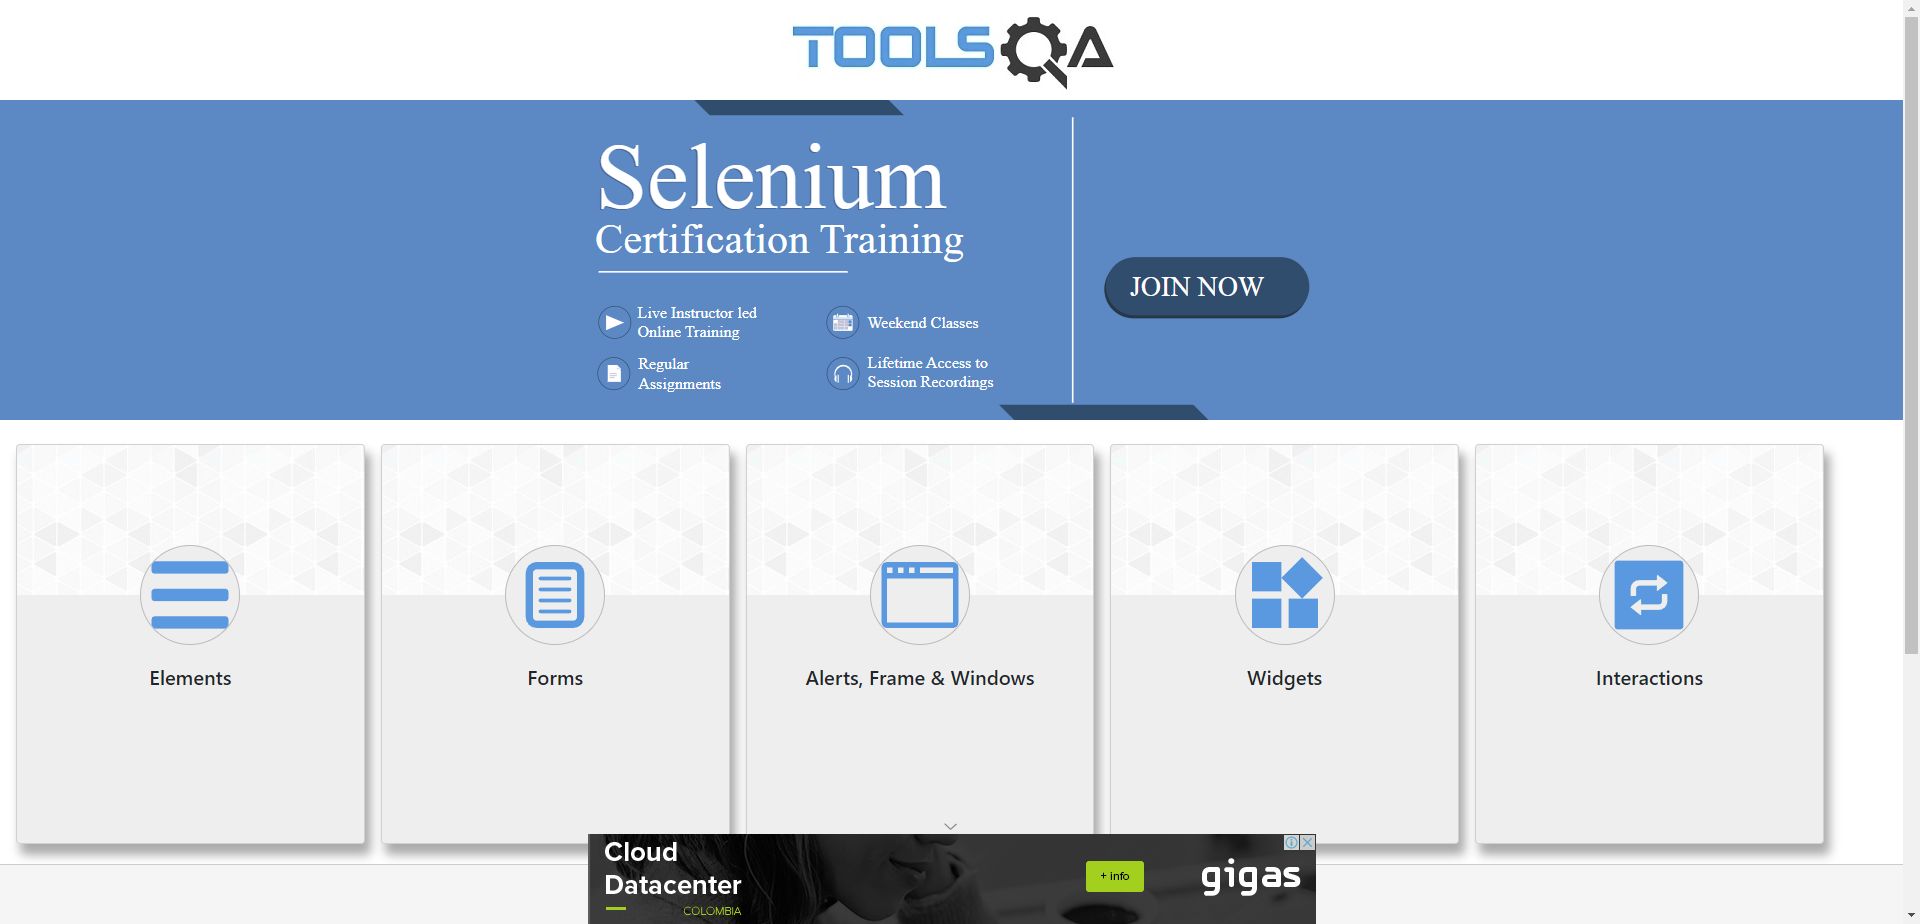 TOOLSQA
Selenium
Certification Training
Live Instructor led
Online Training
Weekend Classes
Regular
Assignments
Lifetime Access to
Session Recordings
JOIN NOW
Elements
Forms
Alerts, Frame & Windows
Widgets
Interactions
Cloud
Datacenter
COLOMBIA
+ info
gigas